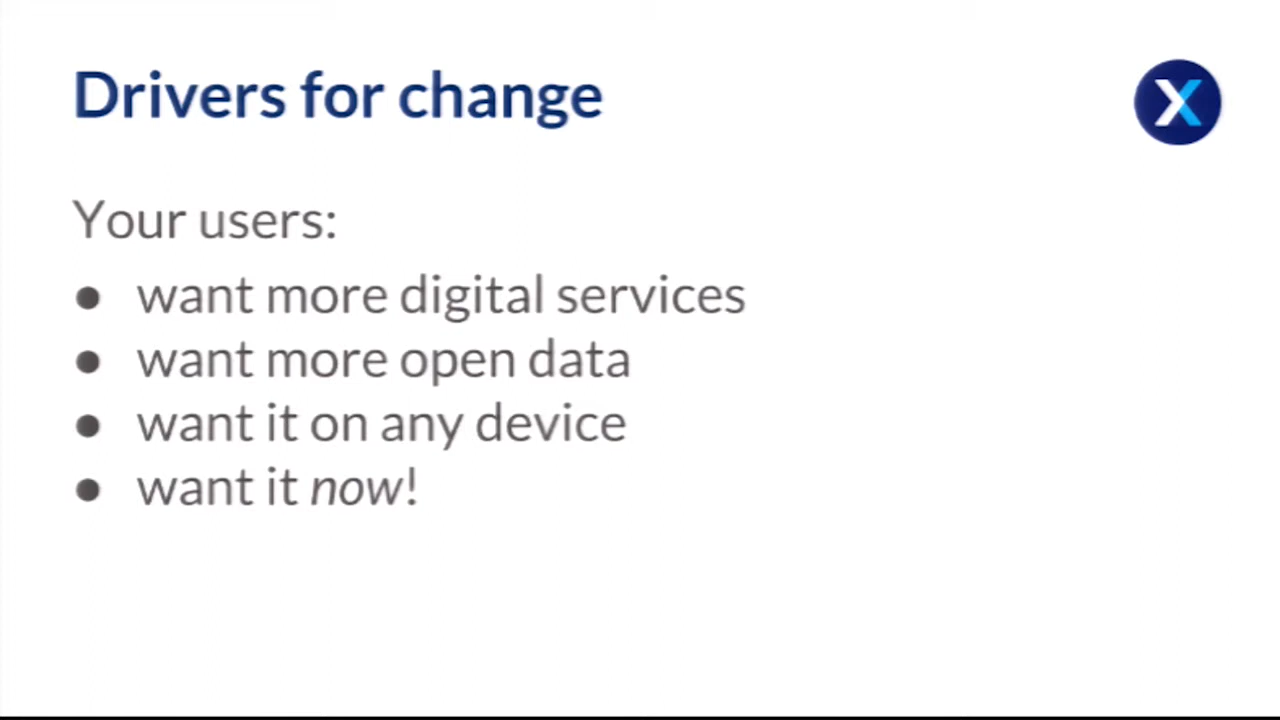 Drivers for change
X
Your users:
● want more digital services
● want more open data
● want it on any device
● want it now!